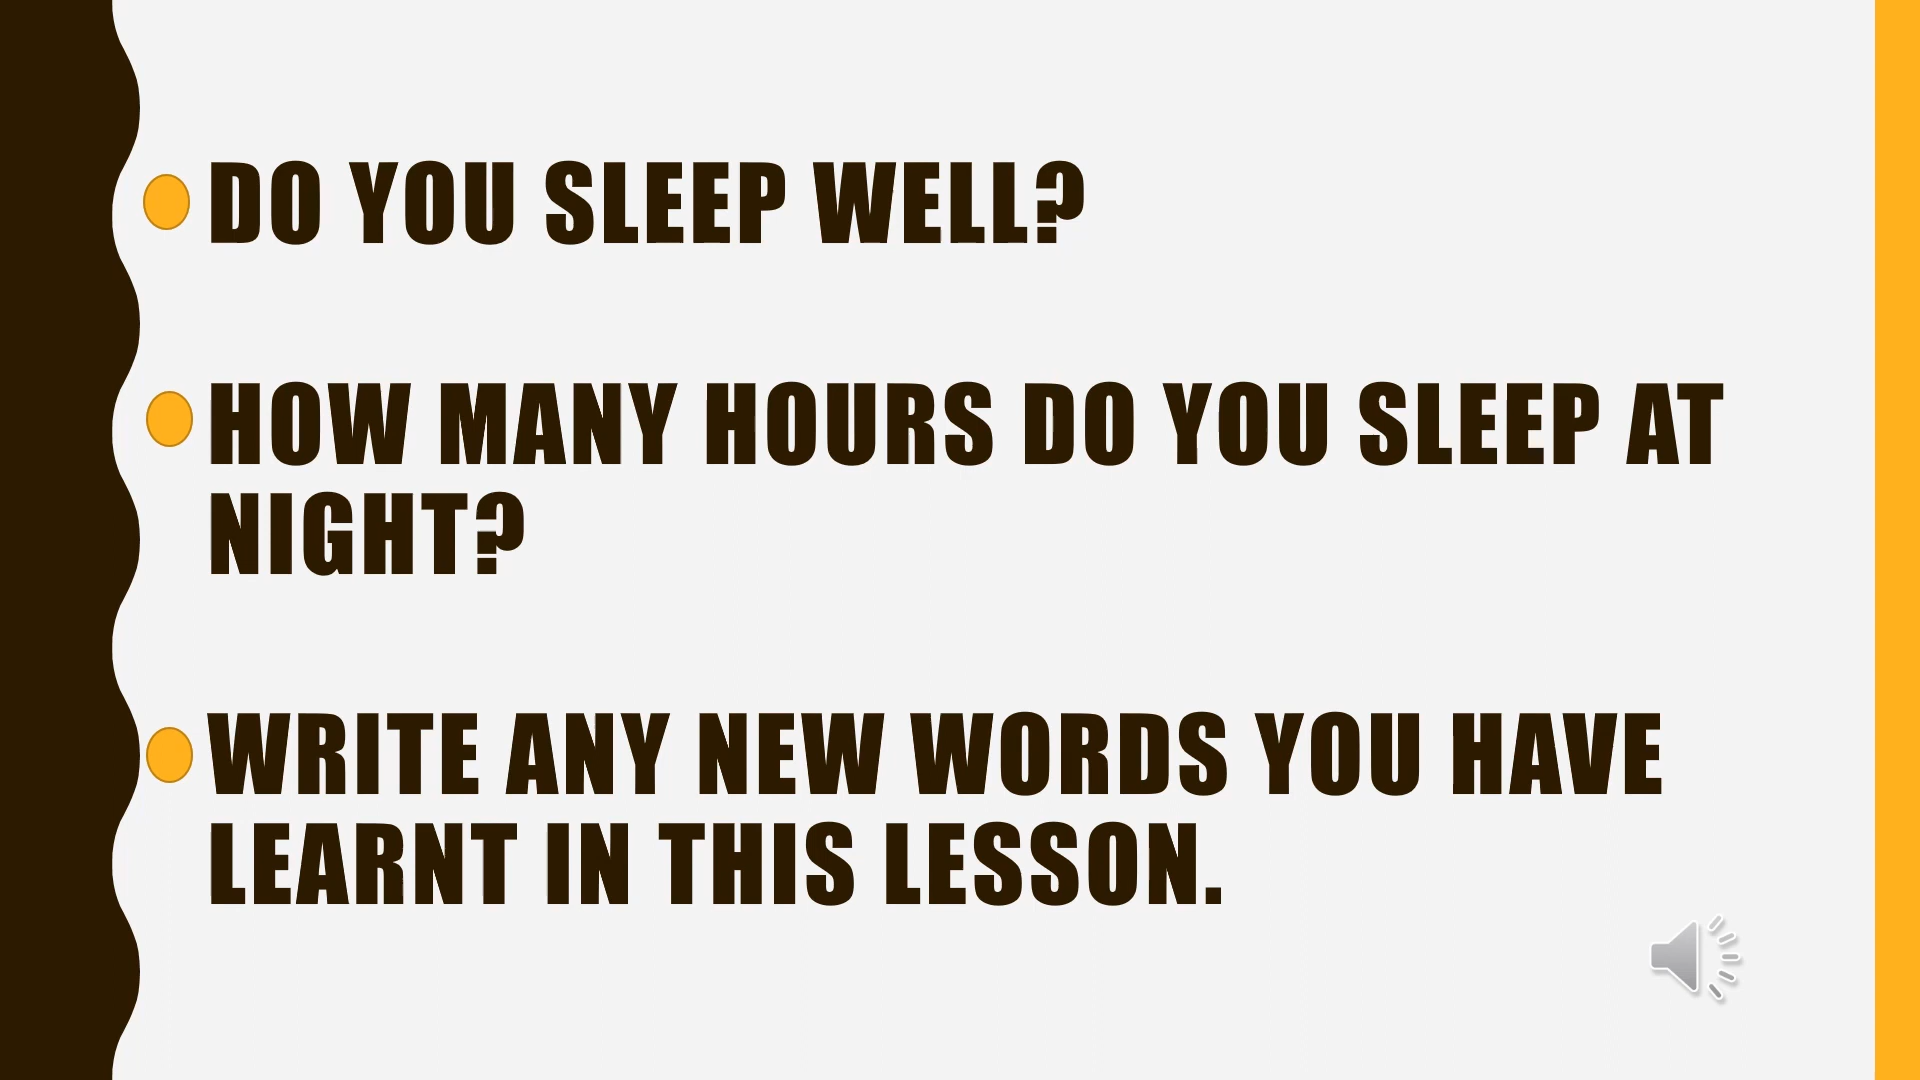 DO YOU SLEEP WELL?
HOW MANY HOURS DO YOU SLEEP AT
NIGHT?
WRITE ANY NEW WORDS YOU HAVE
LEARNT IN THIS LESSON.